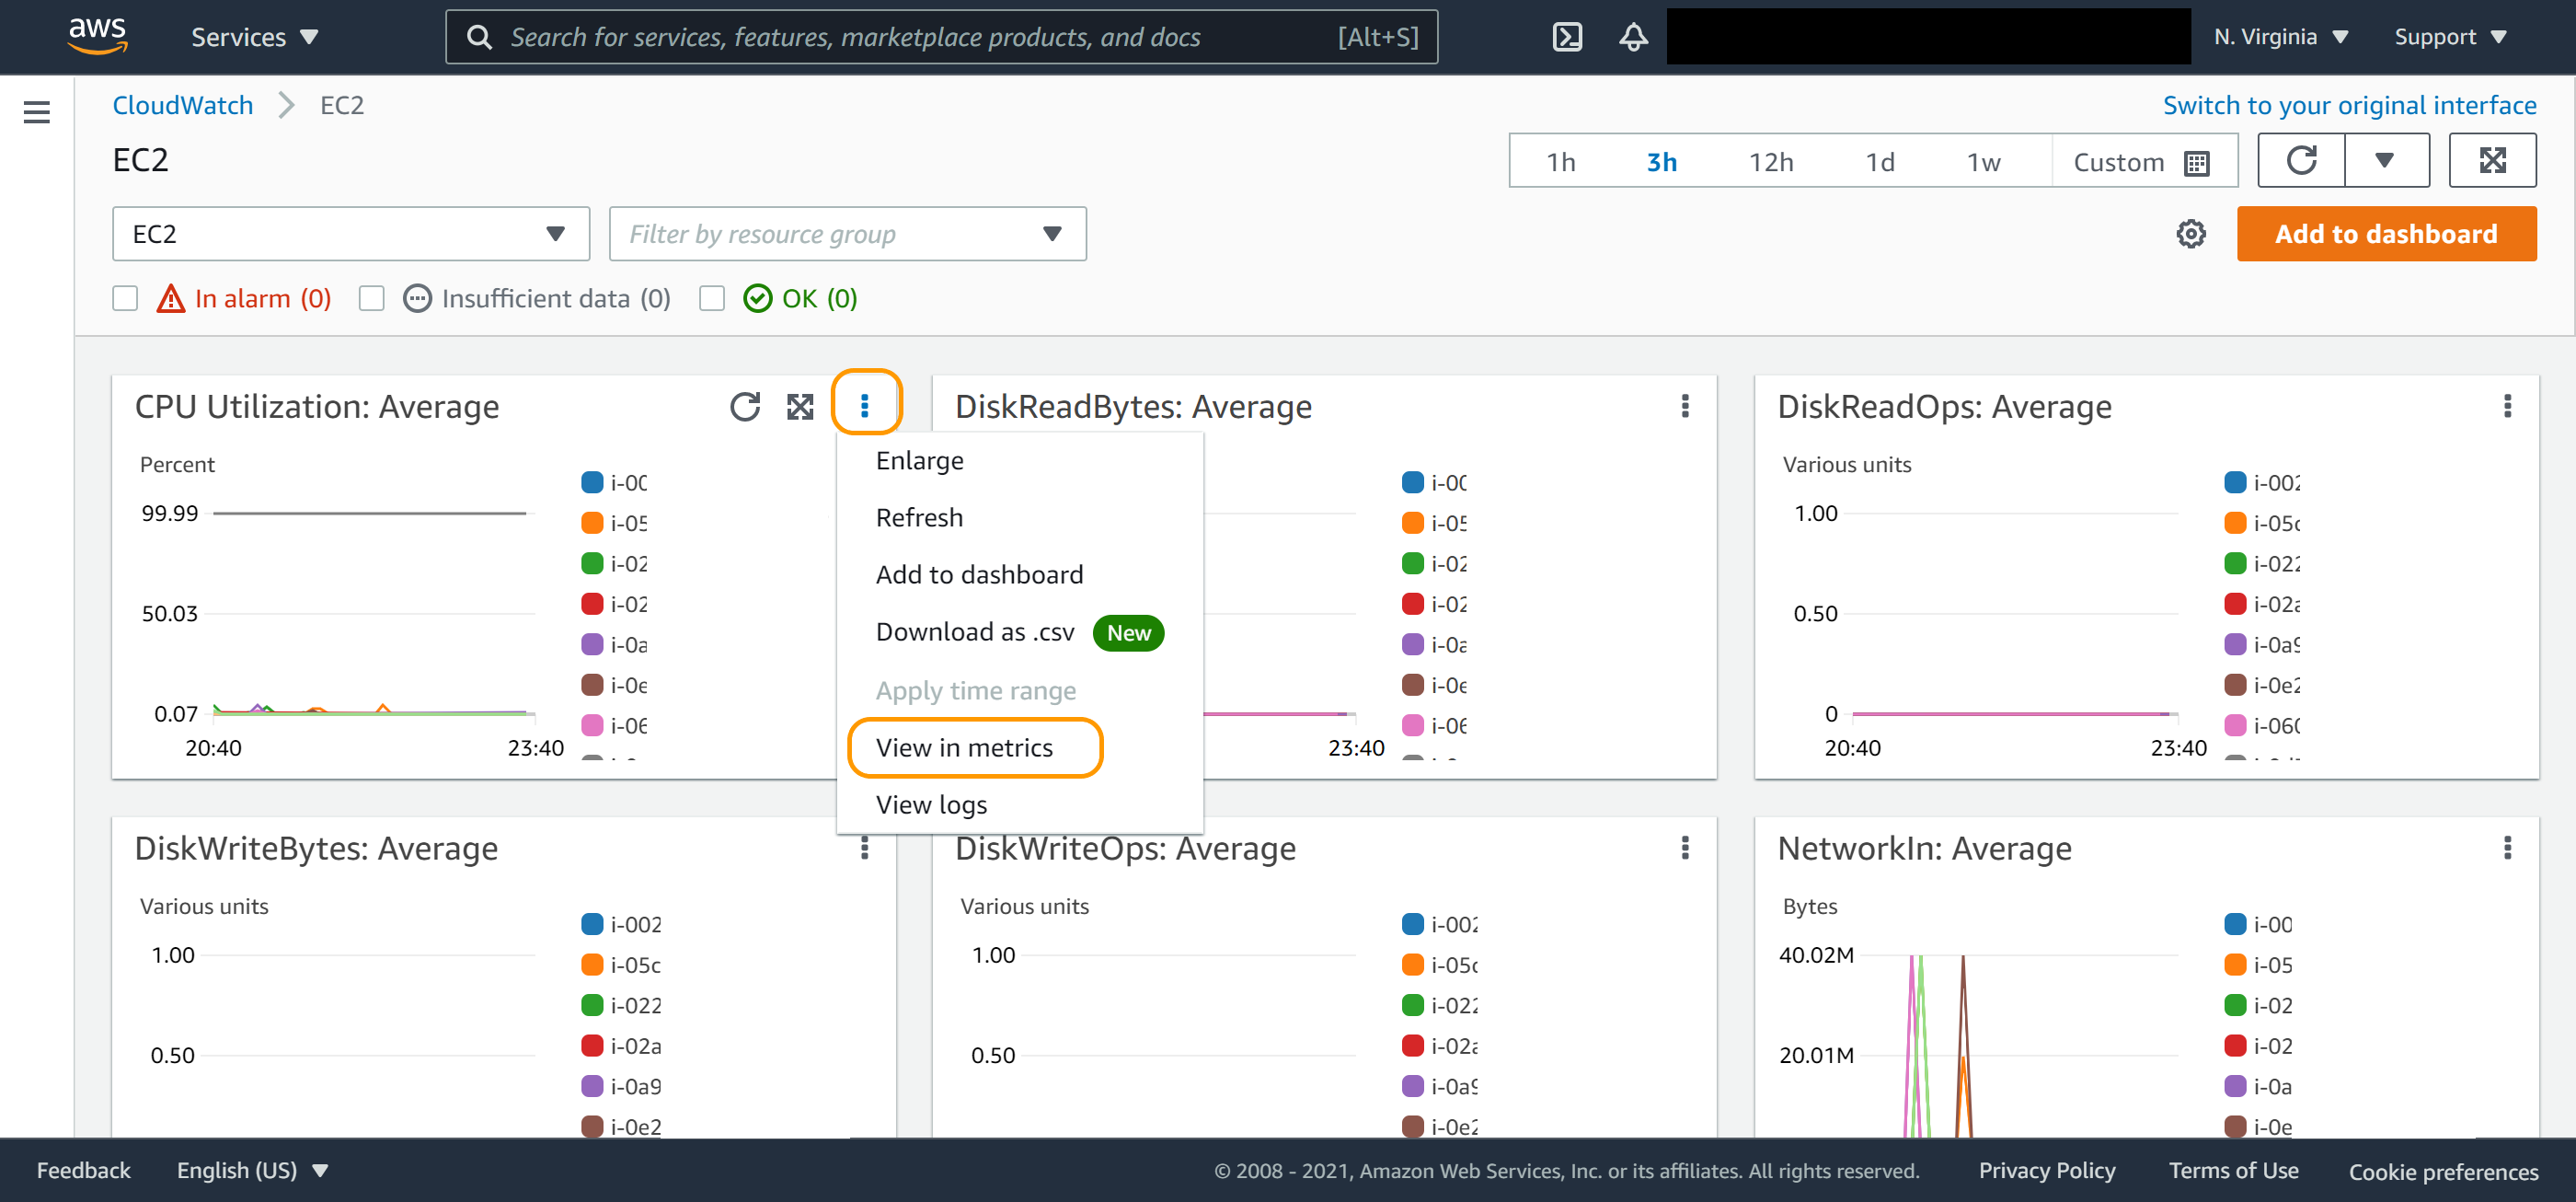 aws Services Search for services, features, marketplace products, and docs [Alt+S] N. Virginia Support
CloudWatch EC2 Switch to your original interface
EC2 1h 3h 12h 1d 1w Custom
EC2 Filter by resource group Add to dashboard
In alarm (0) Insufficient data (0) OK (0)
CPU Utilization: Average
Percent
99.99
50.03
0.07
20:40 23:40
i-00
i-05
i-02
i-02
i-0a
i-0e
i-06
Enlarge
Refresh
Add to dashboard
Download as .csv New
Apply time range
View in metrics
View logs
DiskReadBytes: Average
23:40
i-00
i-05
i-02
i-02
i-0a
i-0e
i-06
DiskReadOps: Average
Various units
1.00
0.50
0
20:40 23:40
i-002
i-05c
i-022
i-02a
i-0a9
i-0e2
i-060
DiskWriteBytes: Average
Various units
1.00
0.50
i-002
i-05c
i-022
i-02a
i-0a9
i-0e2
DiskWriteOps: Average
Various units
1.00
0.50
i-002
i-05c
i-022
i-02a
i-0a9
i-0e2
NetworkIn: Average
Bytes
40.02M
20.01M
i-00
i-05
i-02
i-02
i-0a
i-0e
Feedback English (US) © 2008 - 2021, Amazon Web Services, Inc. or its affiliates. All rights reserved. Privacy Policy Terms of Use Cookie preferences